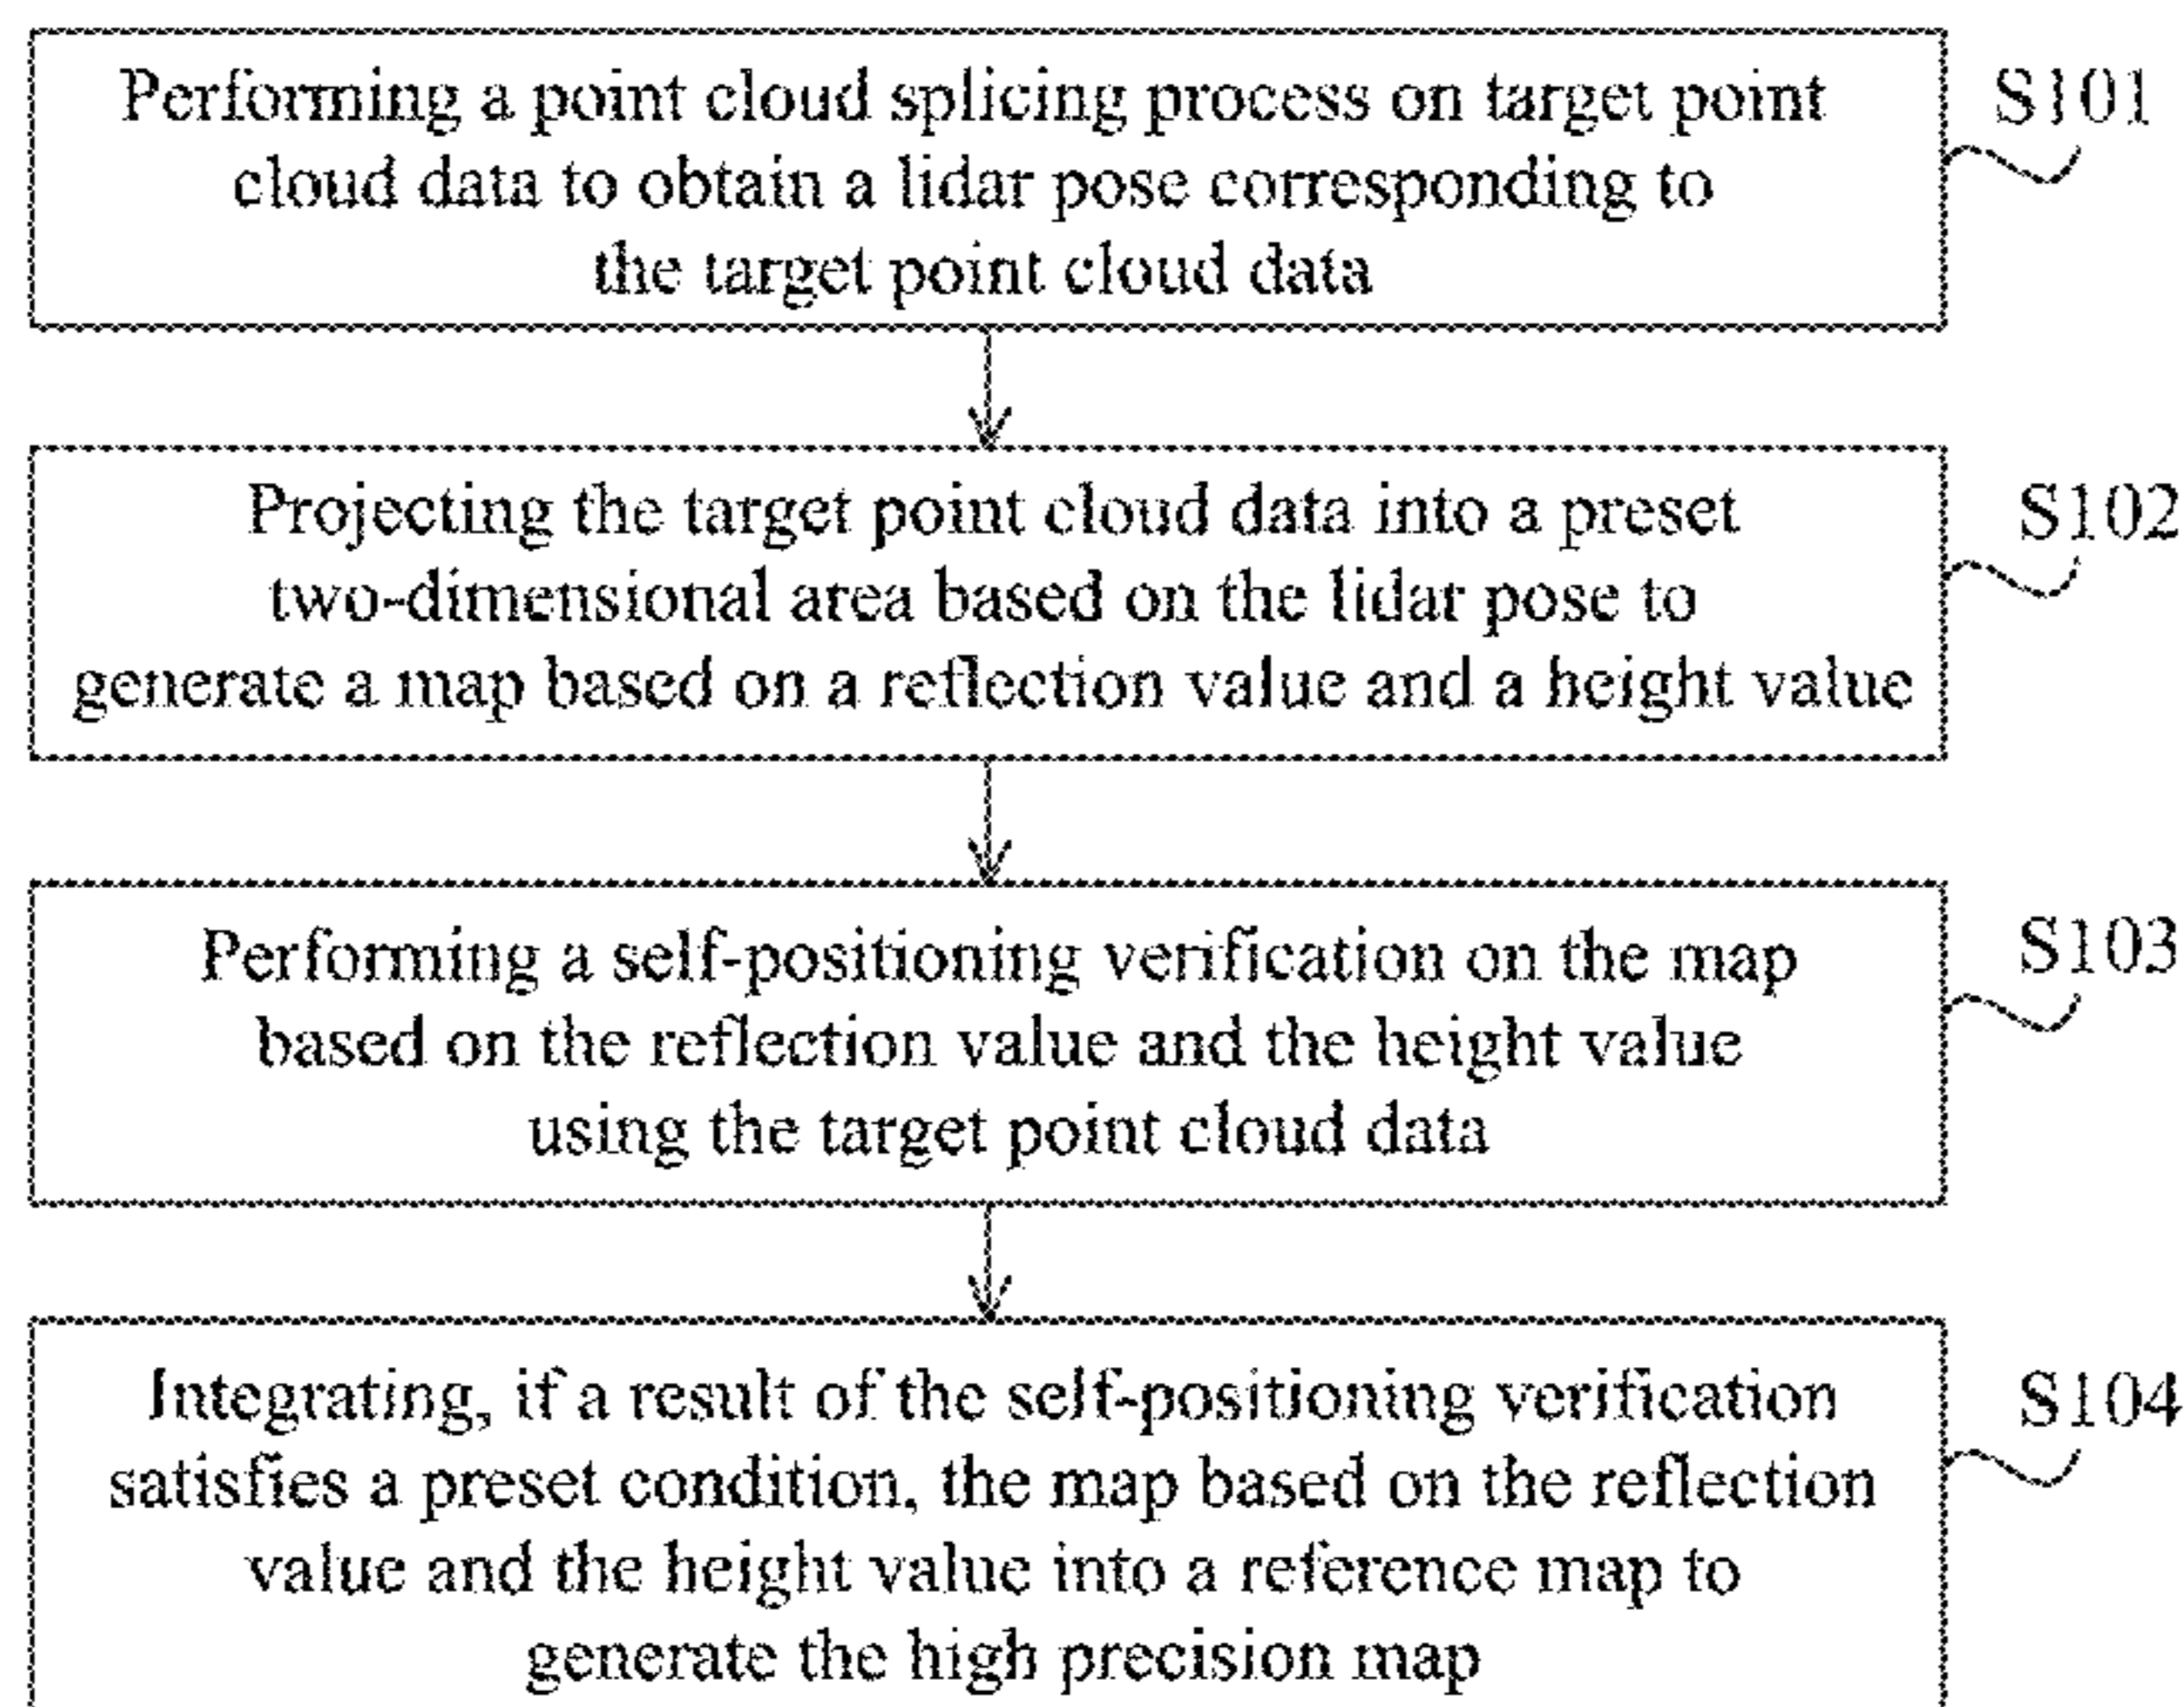 Performing a point cloud splicing process on target point
cloud data to obtain a lidar pose corresponding to
the target point cloud data
S101
Projecting the target point cloud data into a preset
two-dimensional area based on the lidar pose to
generate a map based on a reflection value and a height value
S102
Performing a self-positioning verification on the map
based on the reflection value and the height value
using the target point cloud data
S103
Integrating, if a result of the self-positioning verification
satisfies a preset condition, the map based on the reflection
value and the height value into a reference map to
generate the high precision map
S104